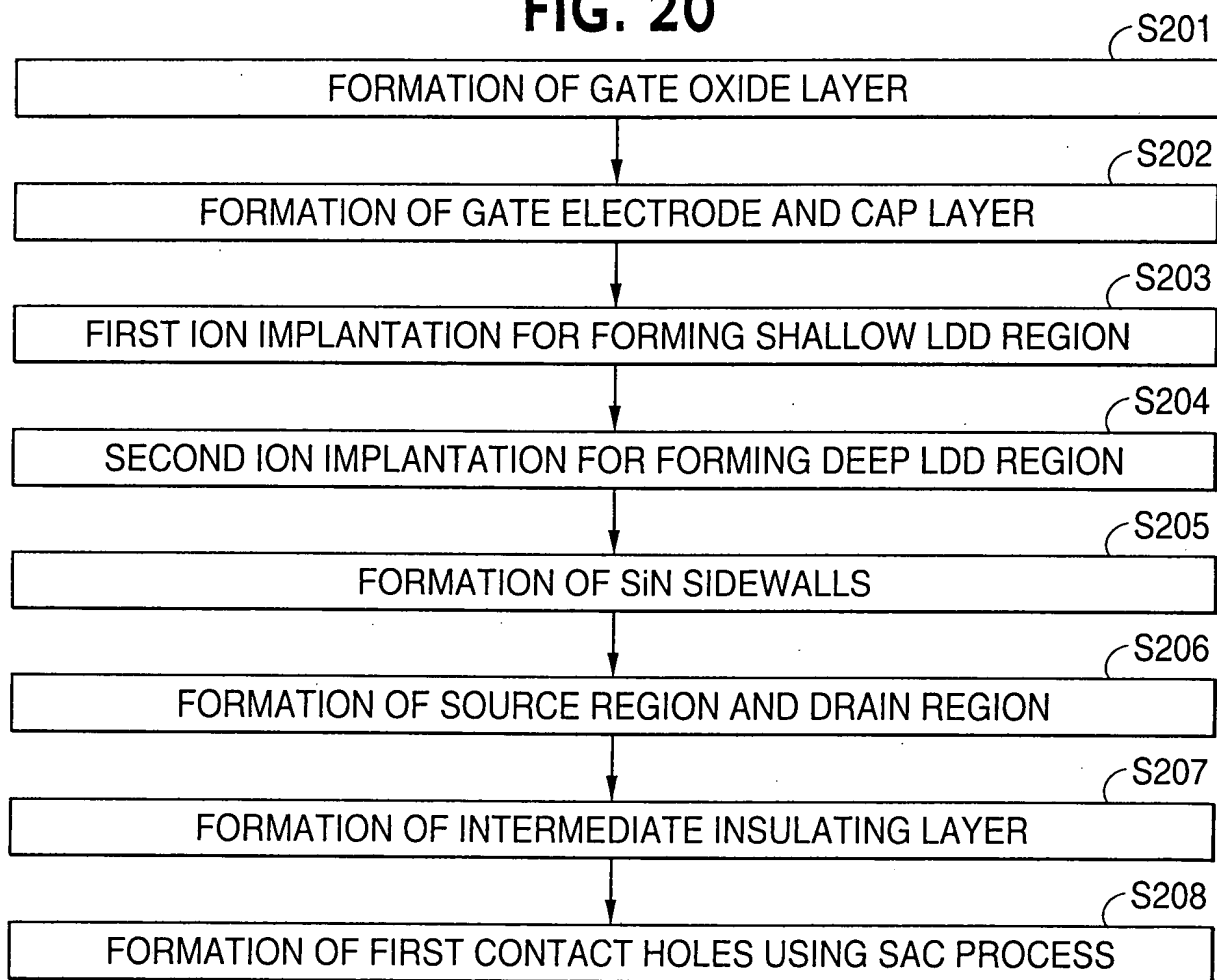 FIG. 20
S201
FORMATION OF GATE OXIDE LAYER
S202
FORMATION OF GATE ELECTRODE AND CAP LAYER
S203
FIRST ION IMPLANTATION FOR FORMING SHALLOW LDD REGION
S204
SECOND ION IMPLANTATION FOR FORMING DEEP LDD REGION
S205
FORMATION OF SiN SIDEWALLS
S206
FORMATION OF SOURCE REGION AND DRAIN REGION
S207
FORMATION OF INTERMEDIATE INSULATING LAYER
S208
FORMATION OF FIRST CONTACT HOLES USING SAC PROCESS